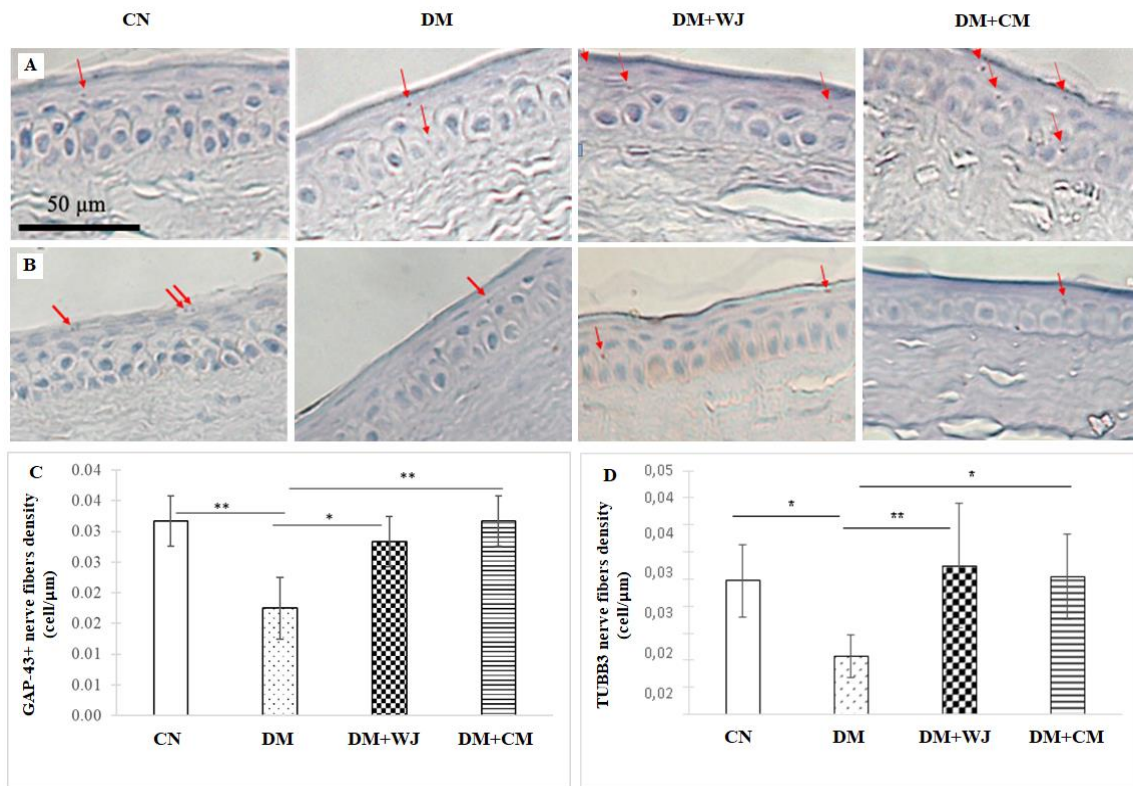 CN DM DM+WJ DM+CM
A
50 µm
B
C
GAP-43+ nerve fibers density
(cell/µm)
0.04
0.04
0.03
0.03
0.02
0.02
0.01
0.01
0.00
** * **
CN DM DM+WJ DM+CM
D
TUBB3 nerve fibers density
(cell/µm)
0,05
0,04
0,04
0,03
0,03
0,02
0,02
* ** *
CN DM DM+WJ DM+CM